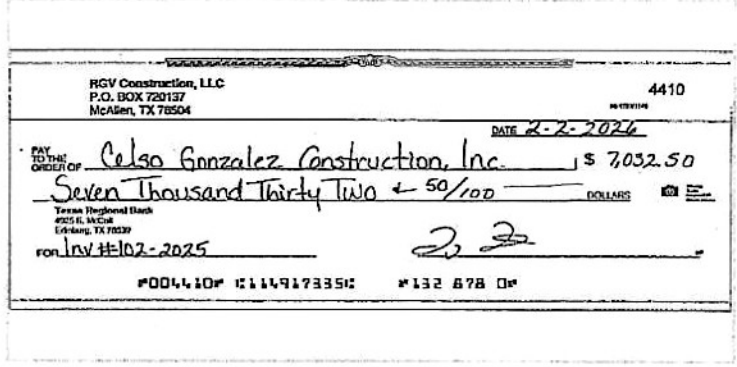 RGV Construction, LLC
P.O. BOX 720137
McAllen, TX 78504
4410
DATE 2-2-2026
PAY TO THE ORDER OF Celso Gonzalez Construction, Inc. $ 7,032.50
Seven Thousand Thirty Two & 50/100 DOLLARS
Texas Regional Bank
Edinburg, TX 78539
FOR Inv #102-2025
⑈004410⑈ ⑆114917335⑆ ⑈132 678 0⑈